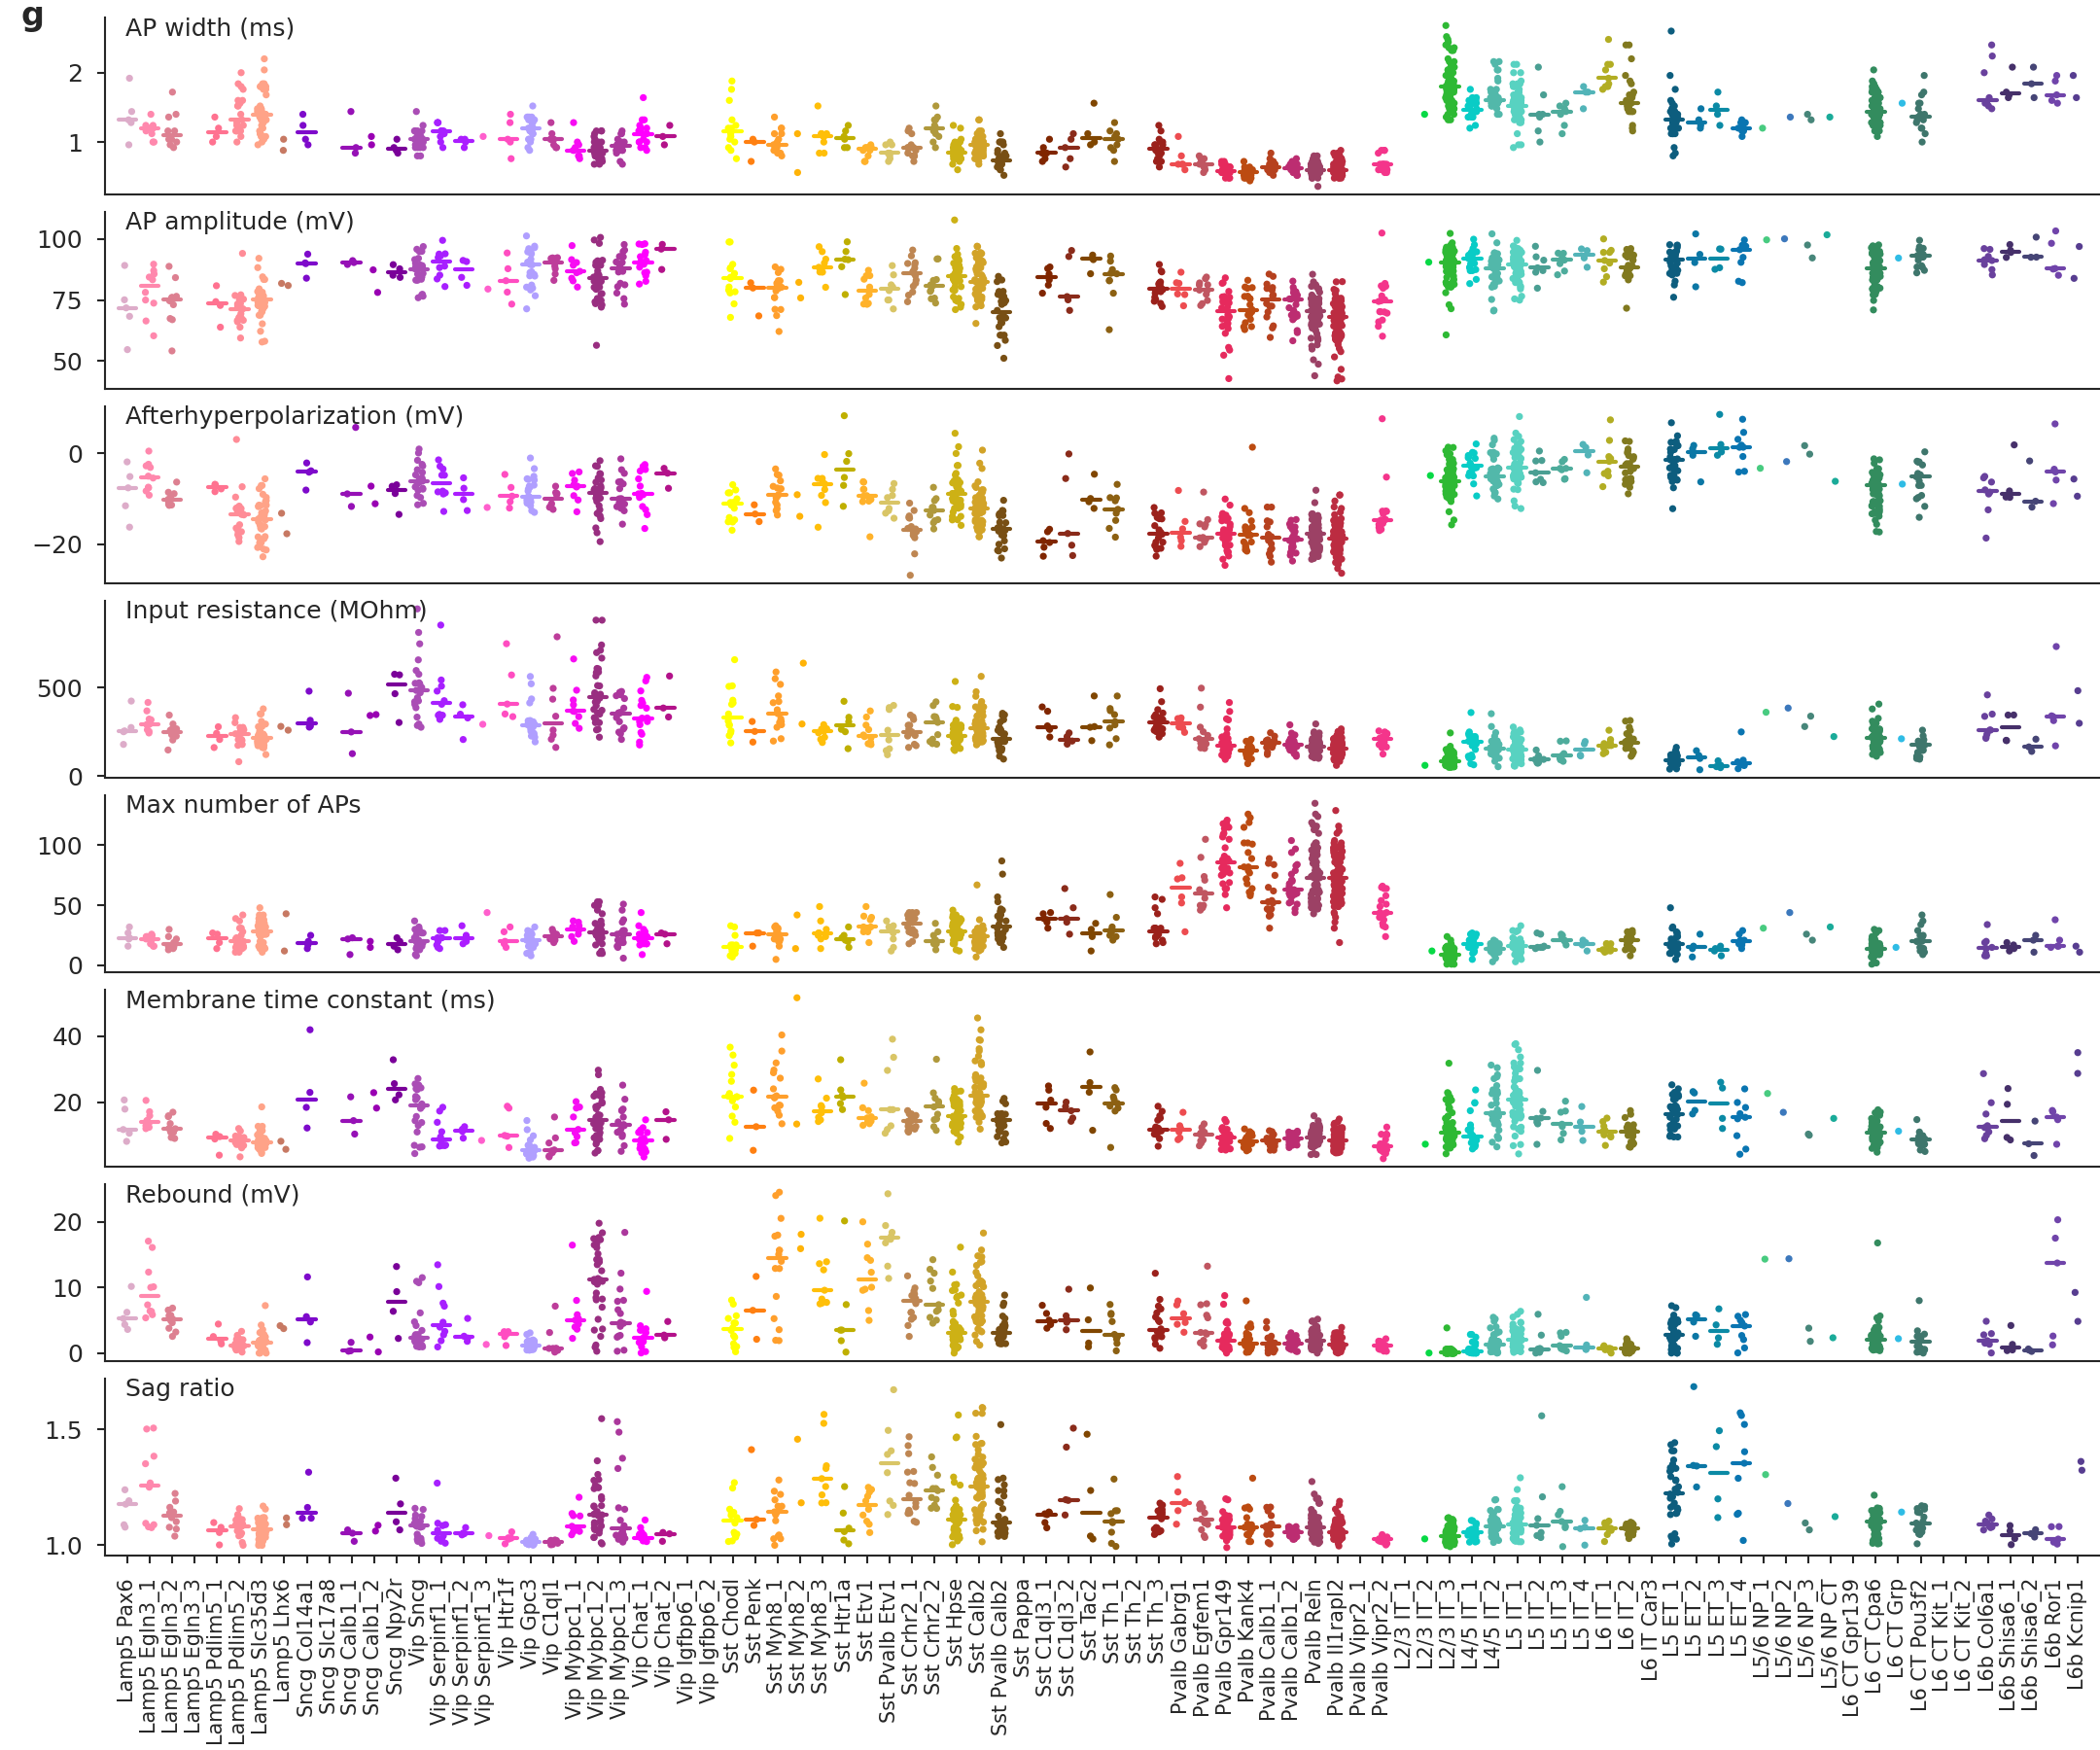 g
AP width (ms)
2
1
AP amplitude (mV)
100
75
50
Afterhyperpolarization (mV)
0
−20
Input resistance (MOhm)
500
0
Max number of APs
100
50
0
Membrane time constant (ms)
40
20
Rebound (mV)
20
10
0
Sag ratio
1.5
1.0
Lamp5 Pax6
Lamp5 Egln3_1
Lamp5 Egln3_2
Lamp5 Egln3_3
Lamp5 Pdlim5_1
Lamp5 Pdlim5_2
Lamp5 Slc35d3
Lamp5 Lhx6
Sncg Col14a1
Sncg Slc17a8
Sncg Calb1_1
Sncg Calb1_2
Sncg Npy2r
Vip Sncg
Vip Serpinf1_1
Vip Serpinf1_2
Vip Serpinf1_3
Vip Htr1f
Vip Gpc3
Vip C1ql1
Vip Mybpc1_1
Vip Mybpc1_2
Vip Mybpc1_3
Vip Chat_1
Vip Chat_2
Vip Igfbp6_1
Vip Igfbp6_2
Sst Chodl
Sst Penk
Sst Myh8_1
Sst Myh8_2
Sst Myh8_3
Sst Htr1a
Sst Etv1
Sst Pvalb Etv1
Sst Crhr2_1
Sst Crhr2_2
Sst Hpse
Sst Calb2
Sst Pvalb Calb2
Sst Pappa
Sst C1ql3_1
Sst C1ql3_2
Sst Tac2
Sst Th_1
Sst Th_2
Sst Th_3
Pvalb Gabrg1
Pvalb Egfem1
Pvalb Gpr149
Pvalb Kank4
Pvalb Calb1_1
Pvalb Calb1_2
Pvalb Reln
Pvalb Il1rapl2
Pvalb Vipr2_1
Pvalb Vipr2_2
L2/3 IT_1
L2/3 IT_2
L2/3 IT_3
L4/5 IT_1
L4/5 IT_2
L5 IT_1
L5 IT_2
L5 IT_3
L5 IT_4
L6 IT_1
L6 IT_2
L6 IT Car3
L5 ET_1
L5 ET_2
L5 ET_3
L5 ET_4
L5/6 NP_1
L5/6 NP_2
L5/6 NP_3
L5/6 NP CT
L6 CT Gpr139
L6 CT Cpa6
L6 CT Grp
L6 CT Pou3f2
L6 CT Kit_1
L6 CT Kit_2
L6b Col6a1
L6b Shisa6_1
L6b Shisa6_2
L6b Ror1
L6b Kcnip1